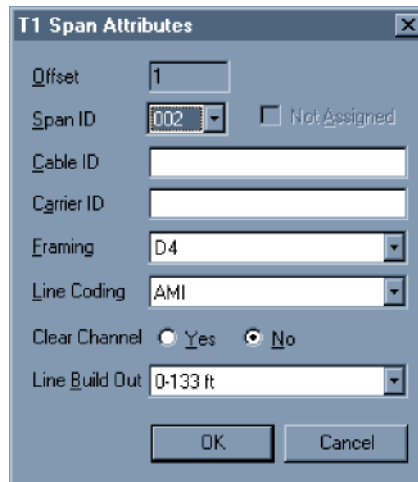 T1 Span Attributes
Offset 1
Span ID 002 Not Assigned
Cable ID
Carrier ID
Framing D4
Line Coding AMI
Clear Channel Yes No
Line Build Out 0-133 ft
OK Cancel